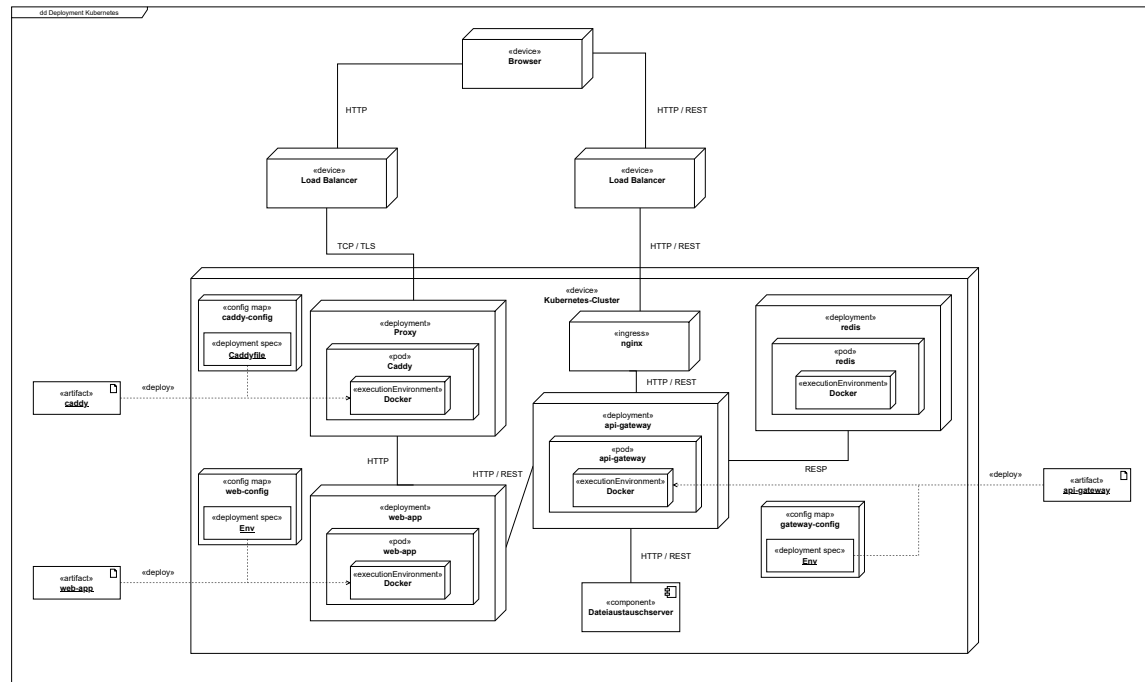 dd Deployment Kubernetes
«device»
Browser
HTTP
HTTP / REST
«device»
Load Balancer
«device»
Load Balancer
TCP / TLS
HTTP / REST
«device»
Kubernetes-Cluster
«config map»
caddy-config
«deployment spec»
Caddyfile
«deployment»
Proxy
«pod»
Caddy
«executionEnvironment»
Docker
«ingress»
nginx
HTTP / REST
«deployment»
redis
«pod»
redis
«executionEnvironment»
Docker
«artifact»
caddy
«deploy»
«deployment»
api-gateway
«pod»
api-gateway
«executionEnvironment»
Docker
HTTP
HTTP / REST
RESP
«deploy»
«artifact»
api-gateway
«config map»
web-config
«deployment spec»
Env
«deployment»
web-app
«pod»
web-app
«executionEnvironment»
Docker
«config map»
gateway-config
«deployment spec»
Env
HTTP / REST
«artifact»
web-app
«deploy»
«component»
Dateiaustauschserver